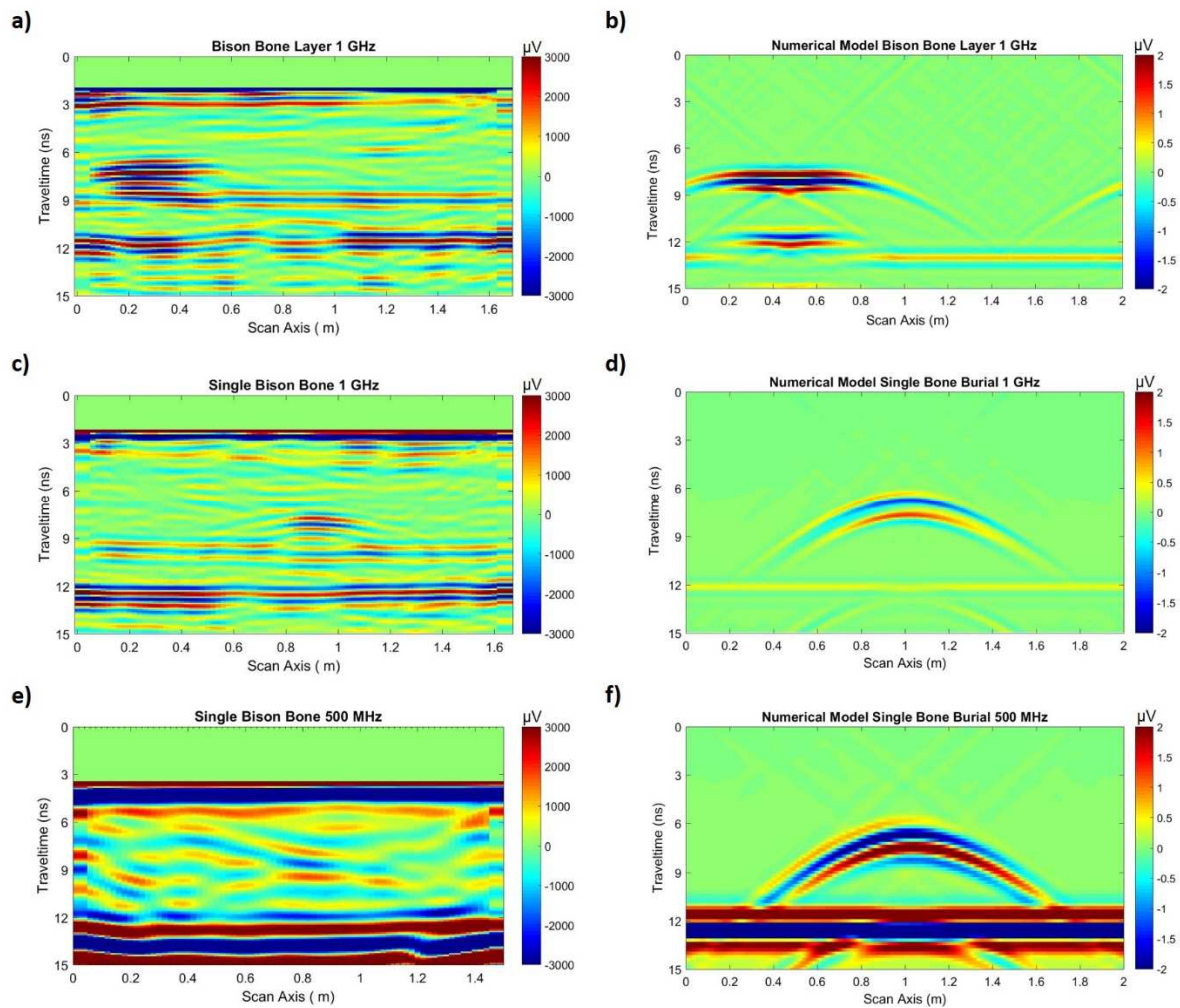 a)
Bison Bone Layer 1 GHz
µV
Traveltime (ns)
0
3
6
9
12
15
0 0.2 0.4 0.6 0.8 1 1.2 1.4 1.6
Scan Axis ( m)
3000
2000
1000
0
-1000
-2000
-3000
b)
Numerical Model Bison Bone Layer 1 GHz
µV
Traveltime (ns)
0
3
6
9
12
15
0 0.2 0.4 0.6 0.8 1 1.2 1.4 1.6 1.8 2
Scan Axis (m)
2
1.5
1
0.5
0
-0.5
-1
-1.5
-2
c)
Single Bison Bone 1 GHz
µV
Traveltime (ns)
0
3
6
9
12
15
0 0.2 0.4 0.6 0.8 1 1.2 1.4 1.6
Scan Axis ( m)
3000
2000
1000
0
-1000
-2000
-3000
d)
Numerical Model Single Bone Burial 1 GHz
µV
Traveltime (ns)
0
3
6
9
12
15
0 0.2 0.4 0.6 0.8 1 1.2 1.4 1.6 1.8 2
Scan Axis (m)
2
1.5
1
0.5
0
-0.5
-1
-1.5
-2
e)
Single Bison Bone 500 MHz
µV
Traveltime (ns)
0
3
6
9
12
15
0 0.2 0.4 0.6 0.8 1 1.2 1.4
Scan Axis ( m)
3000
2000
1000
0
-1000
-2000
-3000
f)
Numerical Model Single Bone Burial 500 MHz
µV
Traveltime (ns)
0
3
6
9
12
15
0 0.2 0.4 0.6 0.8 1 1.2 1.4 1.6 1.8 2
Scan Axis (m)
2
1.5
1
0.5
0
-0.5
-1
-1.5
-2